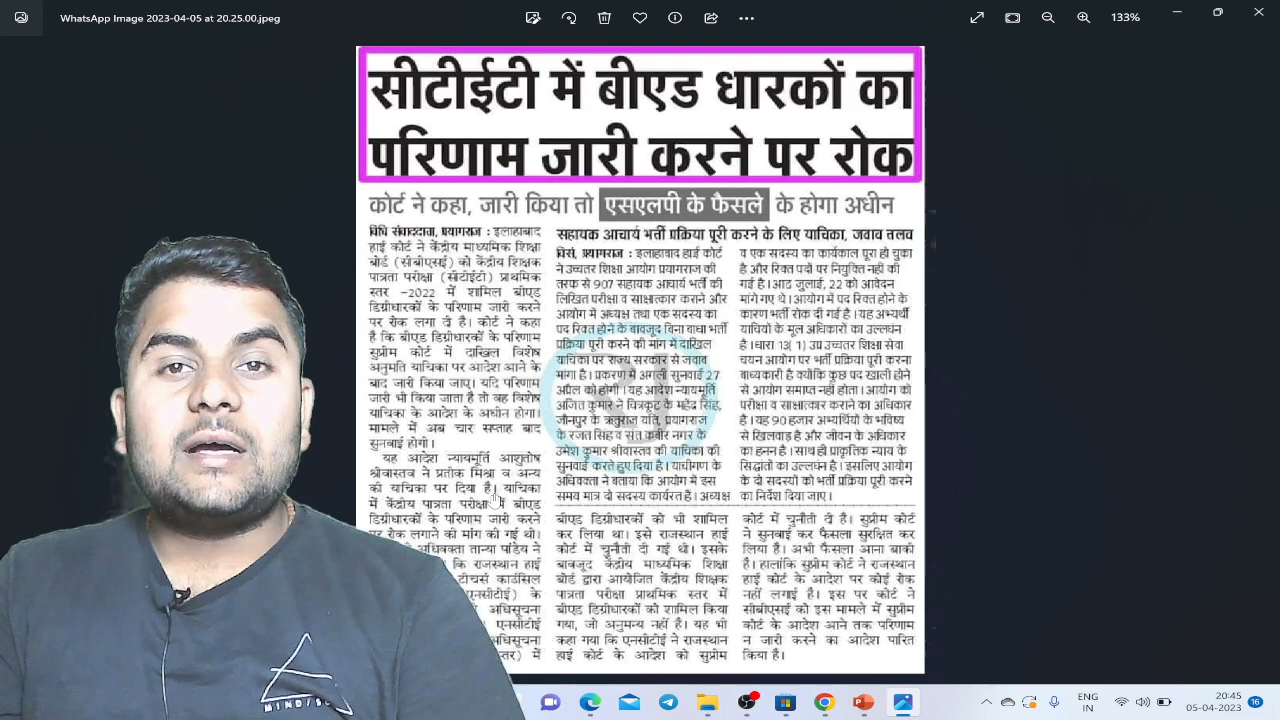 WhatsApp Image 2023-04-05 at 20.25.00.jpeg
133%
सीटीईटी में बीएड धारकों का
परिणाम जारी करने पर रोक
कोर्ट ने कहा, जारी किया तो एसएलपी के फैसले के होगा अधीन
विधि संवाददाता, प्रयागराज : इलाहाबाद
हाई कोर्ट ने केंद्रीय माध्यमिक शिक्षा
बोर्ड (सीबीएसई) को केंद्रीय शिक्षक
पात्रता परीक्षा (सीटीईटी) प्राथमिक
स्तर –2022 में शामिल बीएड
डिग्रीधारकों के परिणाम जारी करने
पर रोक लगा दी है। कोर्ट ने कहा
है कि बीएड डिग्रीधारकों के परिणाम
सुप्रीम कोर्ट में दाखिल विशेष
अनुमति याचिका पर आदेश आने के
बाद जारी किया जाए। यदि परिणाम
जारी भी किया जाता है तो वह विशेष
याचिका के आदेश के अधीन होगा।
मामले में अब चार सप्ताह बाद
सुनवाई होगी।
यह आदेश न्यायमूर्ति आशुतोष
श्रीवास्तव ने प्रतीक मिश्रा व अन्य
की याचिका पर दिया है। याचिका
में केंद्रीय पात्रता परीक्षा में बीएड
डिग्रीधारकों के परिणाम जारी करने
पर रोक लगाने की मांग की गई थी।
अधिवक्ता तान्या पांडेय ने
कि राजस्थान हाई
टीचर्स काउंसिल
एनसीटीई) के
अधिसूचना
एनसीटीई
अधिसूचना
स्तर) में
सहायक आचार्य भर्ती प्रक्रिया पूरी करने के लिए याचिका, जवाब तलब
विसं, प्रयागराज : इलाहाबाद हाई कोर्ट
ने उच्चतर शिक्षा आयोग प्रयागराज की
तरफ से 907 सहायक आचार्य भर्ती की
लिखित परीक्षा व साक्षात्कार कराने और
आयोग में अध्यक्ष तथा एक सदस्य का
पद रिक्त होने के बावजूद बिना बाधा भर्ती
प्रक्रिया पूरी करने की मांग में दाखिल
याचिका पर राज्य सरकार से जवाब
मांगा है। प्रकरण में अगली सुनवाई 27
अप्रैल को होगी। यह आदेश न्यायमूर्ति
अजित कुमार ने चित्रकूट के महेंद्र सिंह,
जौनपुर के ऋतुराज यति, प्रयागराज
के रजत सिंह व संत कबीर नगर के
उमेश कुमार श्रीवास्तव की याचिका की
सुनवाई करते हुए दिया है। याचीगण के
अधिवक्ता ने बताया कि आयोग में इस
समय मात्र दो सदस्य कार्यरत हैं। अध्यक्ष
व एक सदस्य का कार्यकाल पूरा हो चुका
है और रिक्त पदों पर नियुक्ति नहीं की
गई है। आठ जुलाई, 22 को आवेदन
मांगे गए थे। आयोग में पद रिक्त होने के
कारण भर्ती रोक दी गई है। यह अभ्यर्थी
याचियों के मूल अधिकारों का उल्लंघन
है। धारा 13( 1) उप्र उच्चतर शिक्षा सेवा
चयन आयोग पर भर्ती प्रक्रिया पूरी करना
बाध्यकारी है क्योंकि कुछ पद खाली होने
से आयोग समाप्त नहीं होता। आयोग को
परीक्षा व साक्षात्कार कराने का अधिकार
है। यह 90 हजार अभ्यर्थियों के भविष्य
से खिलवाड़ है और जीवन के अधिकार
का हनन है। साथ ही प्राकृतिक न्याय के
सिद्धांतो का उल्लंघन है। इसलिए आयोग
के दो सदस्यों को भर्ती प्रक्रिया पूरी करने
का निर्देश दिया जाए।
बीएड डिग्रीधारकों को भी शामिल
कर लिया था। इसे राजस्थान हाई
कोर्ट में चुनौती दी गई थी। इसके
बावजूद केंद्रीय माध्यमिक शिक्षा
बोर्ड द्वारा आयोजित केंद्रीय शिक्षक
पात्रता परीक्षा प्राथमिक स्तर में
बीएड डिग्रीधारकों को शामिल किया
गया, जो अनुमन्य नहीं है। यह भी
कहा गया कि एनसीटीई ने राजस्थान
हाई कोर्ट के आदेश को सुप्रीम
कोर्ट में चुनौती दी है। सुप्रीम कोर्ट
ने सुनवाई कर फैसला सुरक्षित कर
लिया है। अभी फैसला आना बाकी
है। हालांकि सुप्रीम कोर्ट ने राजस्थान
हाई कोर्ट के आदेश पर कोई रोक
नहीं लगाई है। इस पर कोर्ट ने
सीबीएसई को इस मामले में सुप्रीम
कोर्ट के आदेश आने तक परिणाम
न जारी करने का आदेश पारित
किया है।
MIND/S
ENG
IN
20:45
05-04-2023
16